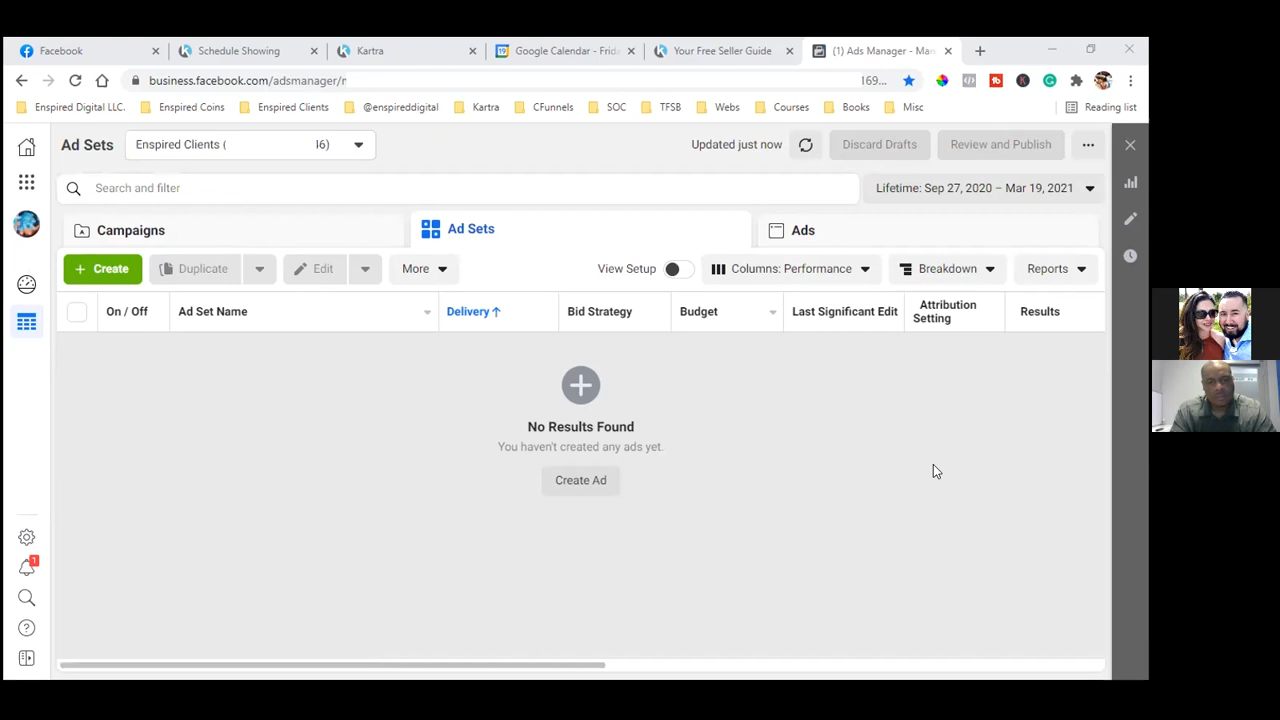 Facebook
Schedule Showing
Kartra
Google Calendar - Frid
Your Free Seller Guide
(1) Ads Manager - Man
business.facebook.com/adsmanager/
169...
Enspired Digital LLC.
Enspired Coins
Enspired Clients
@enspireddigital
Kartra
CFunnels
SOC
TFSB
Webs
Courses
Books
Misc
Reading list
Ad Sets
Enspired Clients (
I6)
Updated just now
Discard Drafts
Review and Publish
Search and filter
Lifetime: Sep 27, 2020 – Mar 19, 2021
Campaigns
Ad Sets
Ads
+ Create
Duplicate
Edit
More
View Setup
Columns: Performance
Breakdown
Reports
On / Off
Ad Set Name
Delivery ↑
Bid Strategy
Budget
Last Significant Edit
Attribution
Setting
Results
No Results Found
You haven't created any ads yet.
Create Ad
1